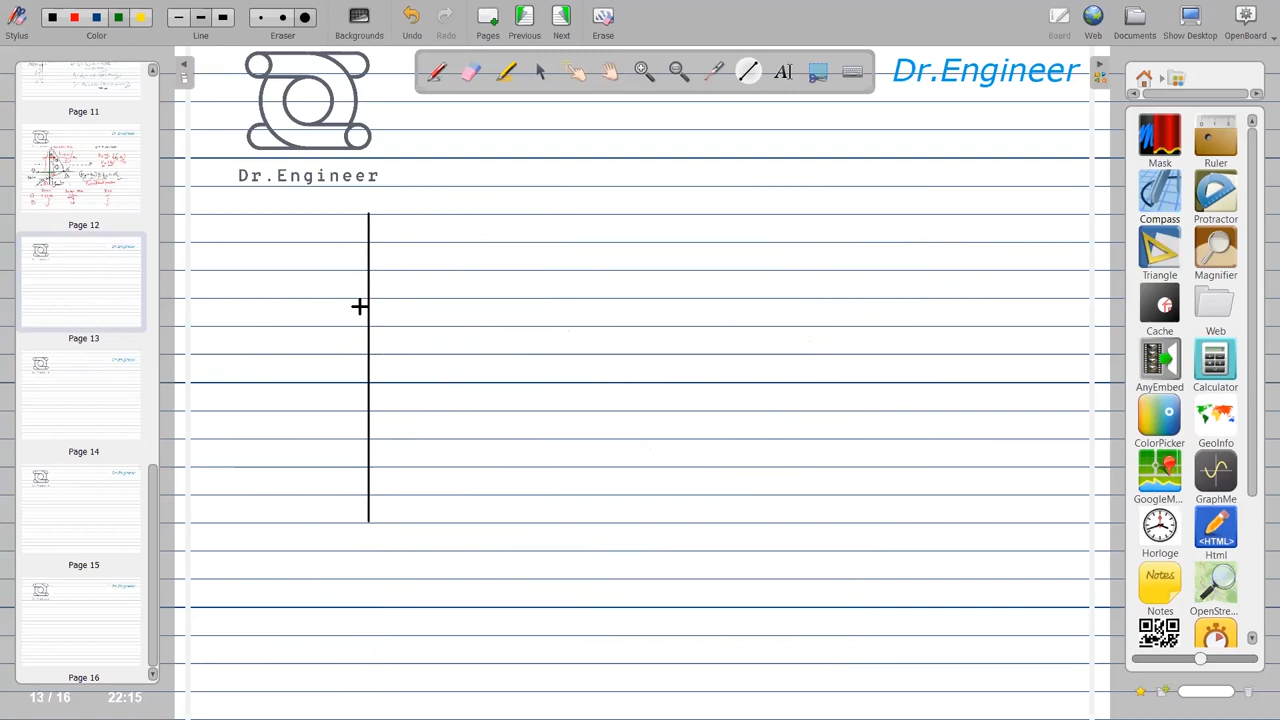 Stylus
Color
Line
Eraser
Backgrounds
Undo
Redo
Pages
Previous
Next
Erase
Board
Web
Documents
Show Desktop
OpenBoard
Dr.Engineer
Dr.Engineer
Page 11
Page 12
Page 13
Page 14
Page 15
Page 16
13 / 16
22:15
Mask
Ruler
Compass
Protractor
Triangle
Magnifier
Cache
Web
AnyEmbed
Calculator
ColorPicker
GeoInfo
GoogleM...
GraphMe
Horloge
<HTML>
Html
Notes
Notes
OpenStre...